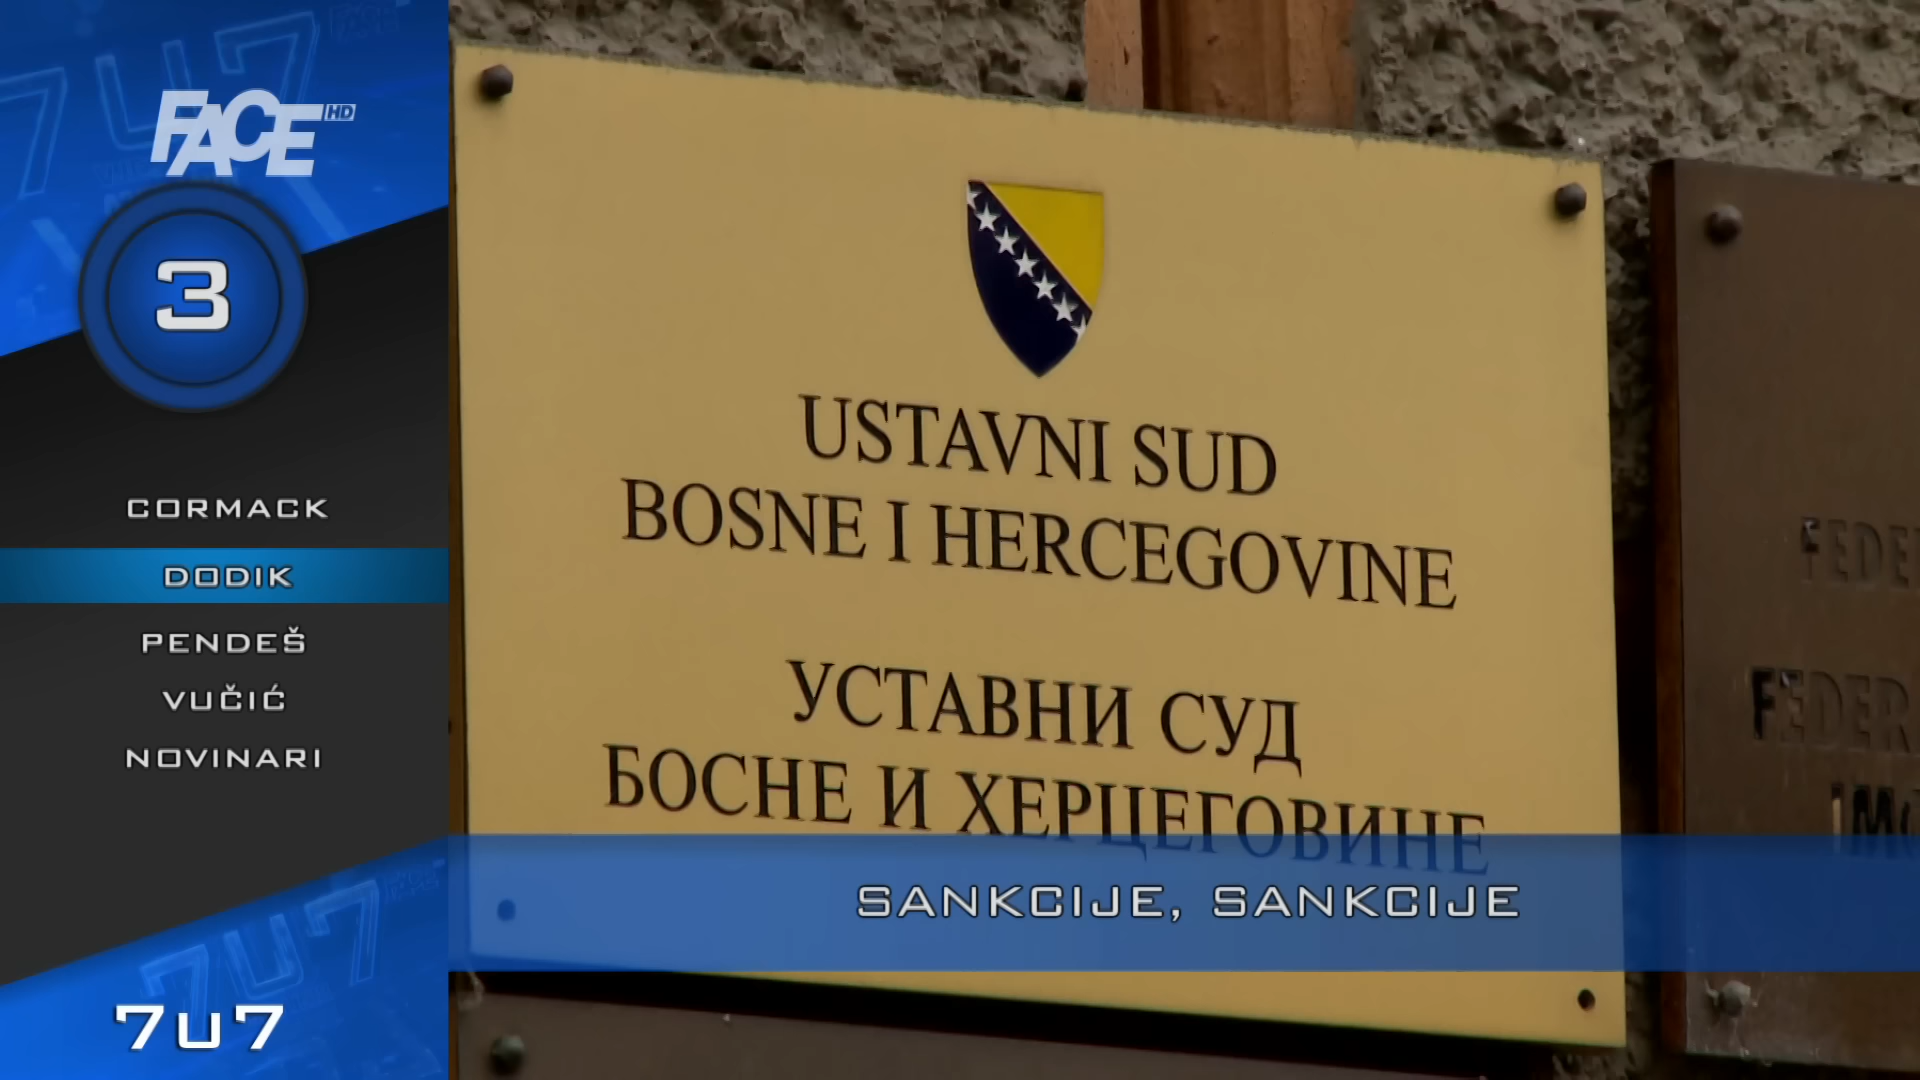 FACE HD
3
CORMACK
DODIK
PENDEŠ
VUČIĆ
NOVINARI
7u7
USTAVNI SUD
BOSNE I HERCEGOVINE
УСТАВНИ СУД
БОСНЕ И ХЕРЦЕГОВИНЕ
SANKCIJE, SANKCIJE